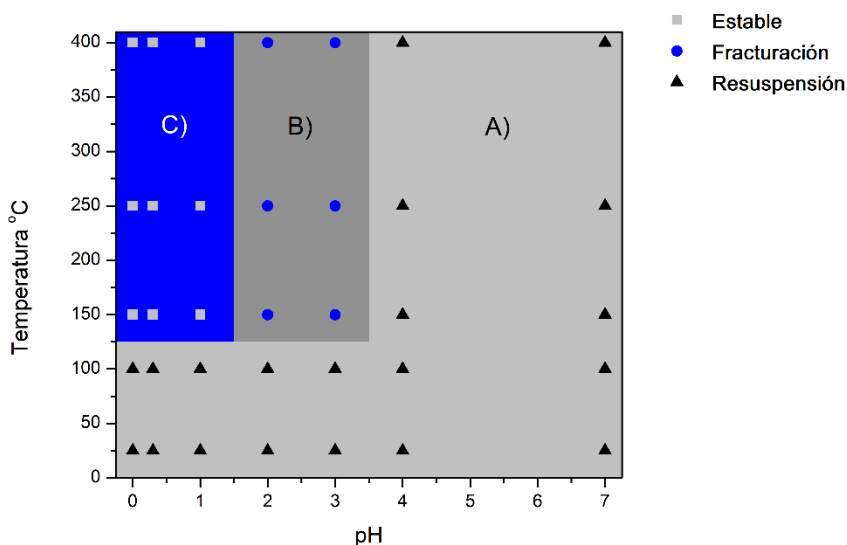 Estable
Fracturación
Resuspensión
400
350
300
250
200
150
100
50
0
Temperatura °C
C)
B)
A)
0 1 2 3 4 5 6 7
pH